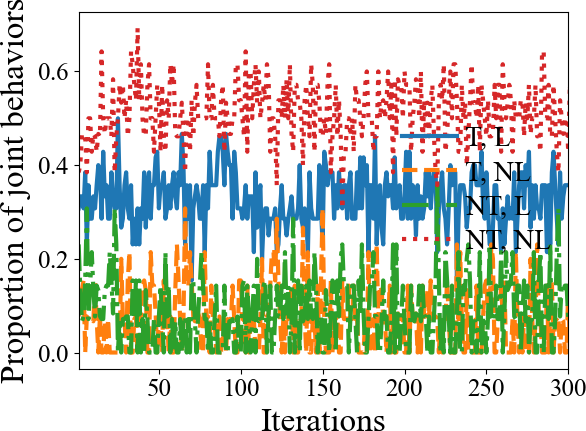 Proportion of joint behaviors
0.6
0.4
0.2
0.0
T, L
T, NL
NT, L
NT, NL
50
100
150
200
250
300
Iterations